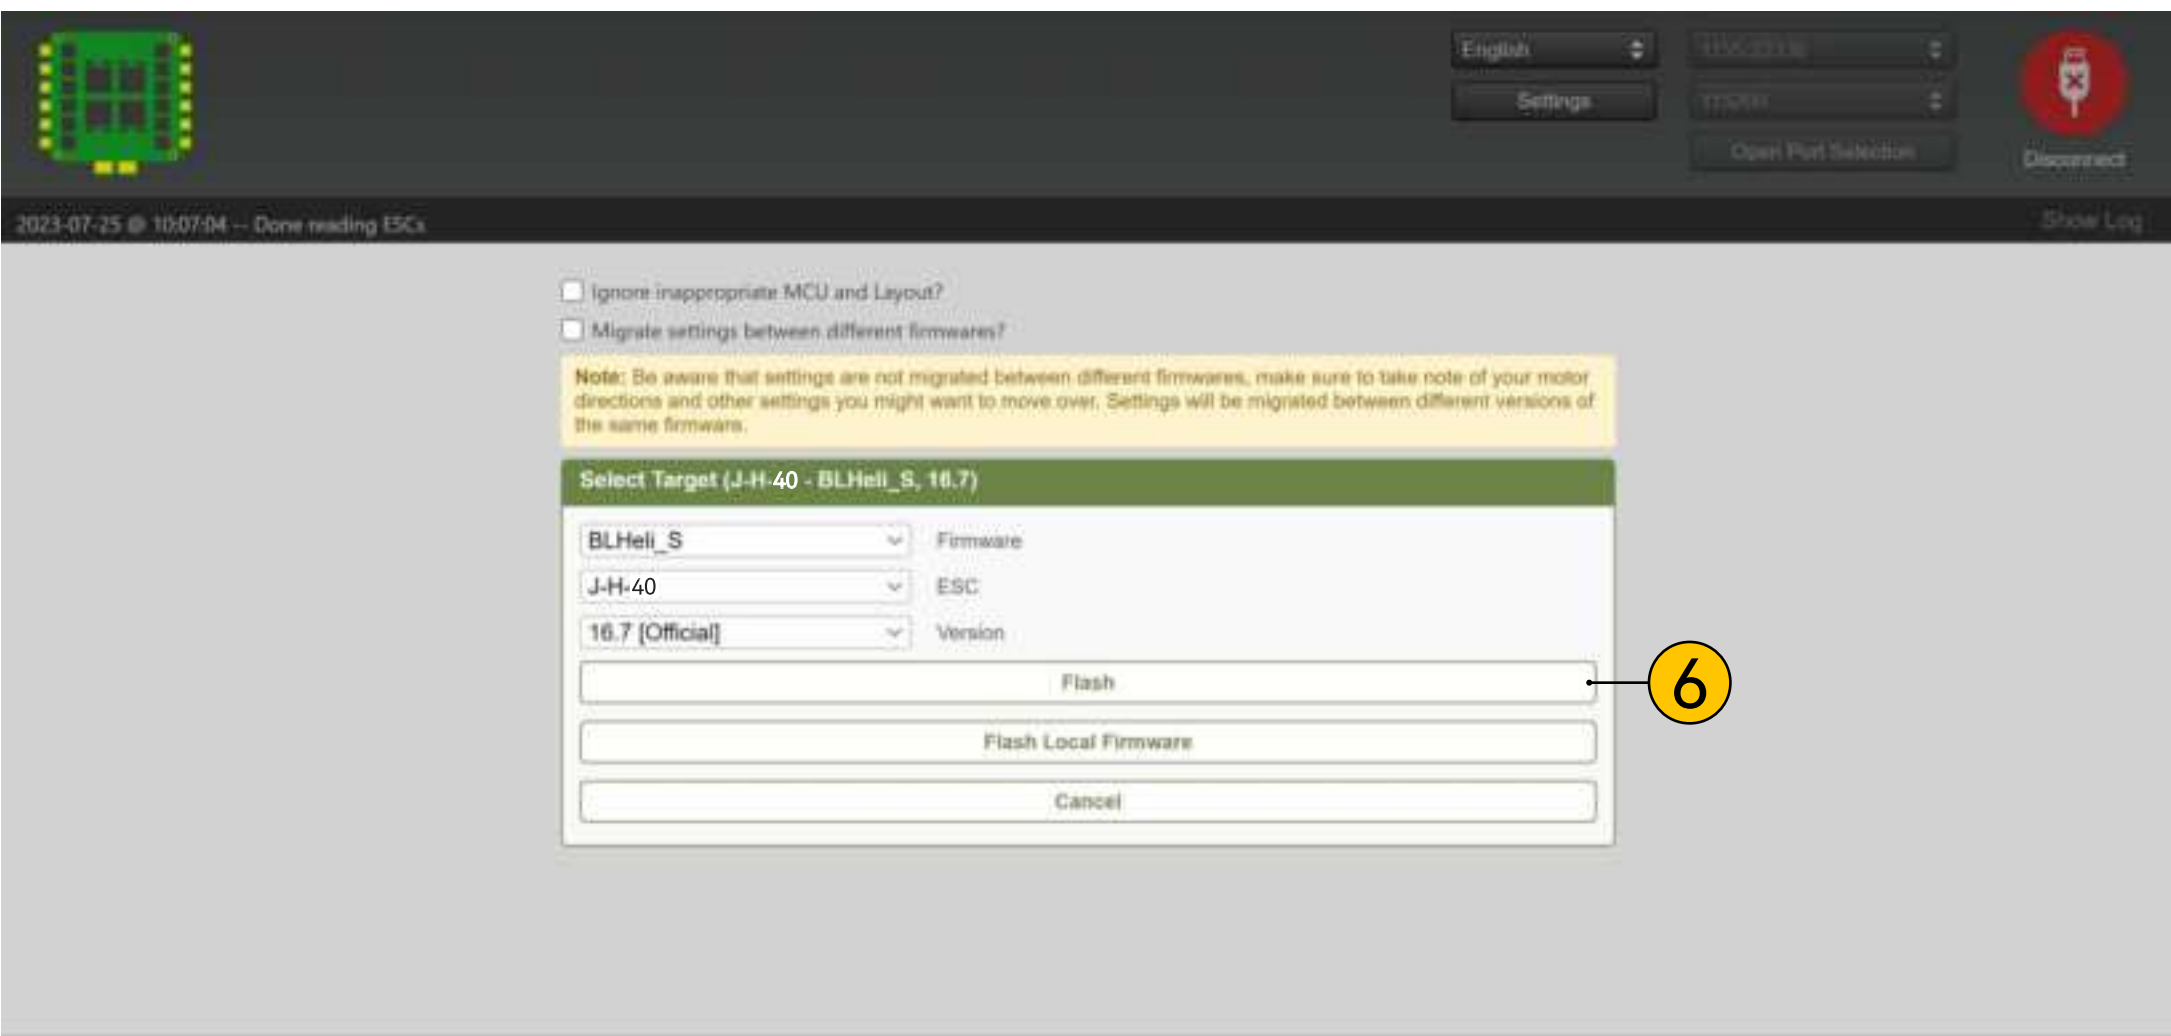 English
Settings
Open Port Selection
Disconnect
2023-07-25 @ 10:07:04 -- Done reading ESCs
Show Log
Ignore inappropriate MCU and Layout?
Migrate settings between different firmwares?
Note: Be aware that settings are not migrated between different firmwares, make sure to take note of your motor
directions and other settings you might want to move over. Settings will be migrated between different versions of
the same firmware.
Select Target (J-H-40 - BLHeli_S, 16.7)
BLHeli_S Firmware
J-H-40 ESC
16.7 [Official] Version
Flash
6
Flash Local Firmware
Cancel